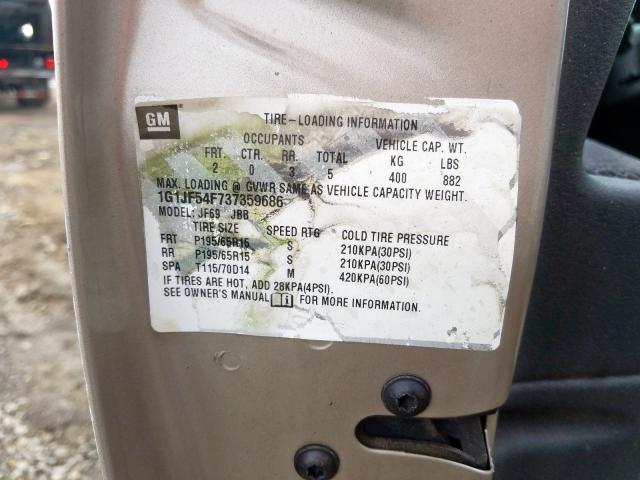 GM
TIRE-LOADING INFORMATION
OCCUPANTS VEHICLE CAP. WT.
FRT CTR. RR. TOTAL KG LBS
2 0 3 5 400 882
MAX. LOADING @ GVWR SAME AS VEHICLE CAPACITY WEIGHT.
1G1JF54F737359686
MODEL: JF69 JBB
TIRE SIZE SPEED RTG COLD TIRE PRESSURE
FRT P195/65R15 S 210KPA(30PSI)
RR P195/65R15 S 210KPA(30PSI)
SPA T115/70D14 M 420KPA(60PSI)
IF TIRES ARE HOT, ADD 28KPA(4PSI).
SEE OWNER'S MANUAL i FOR MORE INFORMATION.